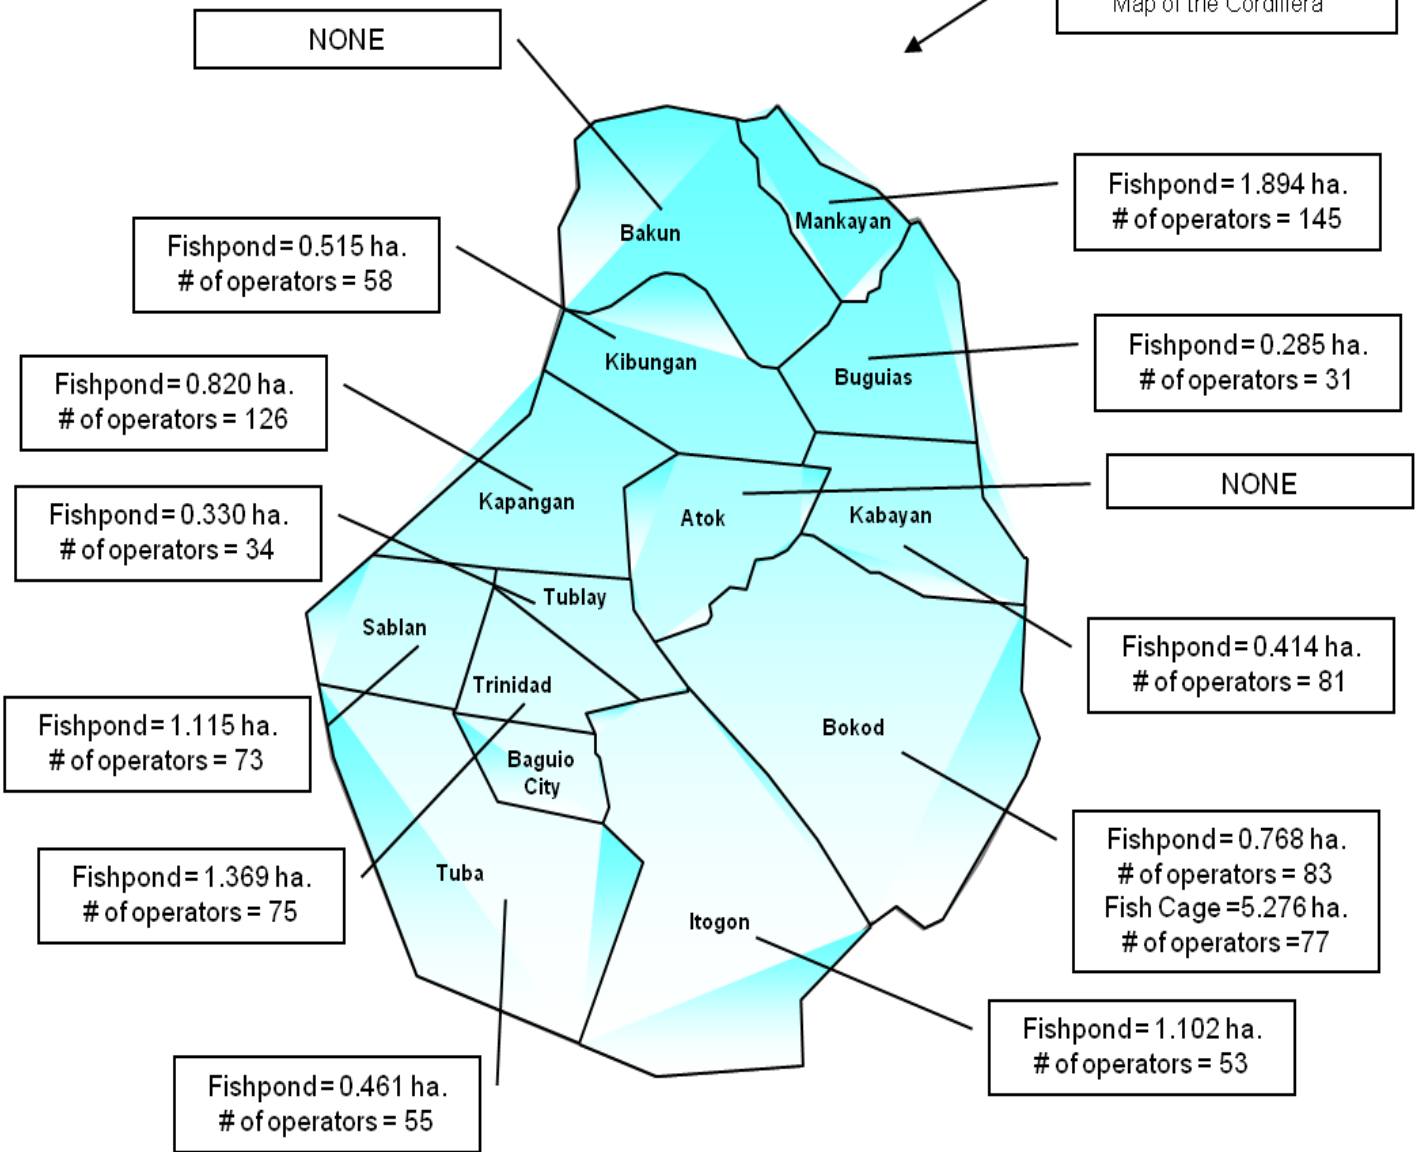 Map of the Cordillera
NONE
Fishpond = 1.894 ha.
# of operators = 145
Mankayan
Bakun
Fishpond = 0.515 ha.
# of operators = 58
Fishpond = 0.285 ha.
# of operators = 31
Kibungan
Buguias
Fishpond = 0.820 ha.
# of operators = 126
NONE
Kapangan
Atok
Kabayan
Fishpond = 0.330 ha.
# of operators = 34
Tublay
Sablan
Fishpond = 0.414 ha.
# of operators = 81
Trinidad
Fishpond = 1.115 ha.
# of operators = 73
Bokod
Baguio
City
Fishpond = 0.768 ha.
# of operators = 83
Fish Cage =5.276 ha.
# of operators =77
Fishpond = 1.369 ha.
# of operators = 75
Tuba
Itogon
Fishpond = 1.102 ha.
# of operators = 53
Fishpond = 0.461 ha.
# of operators = 55